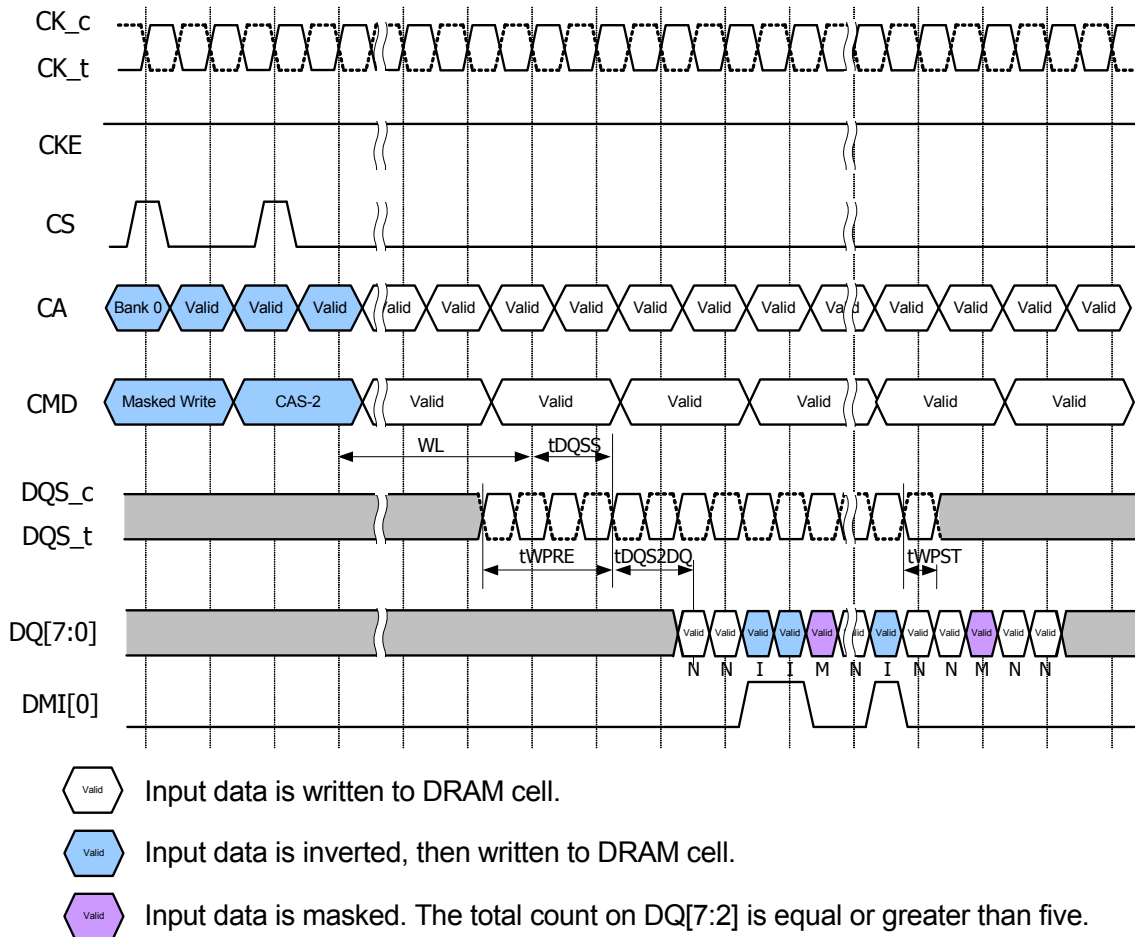 CK_c
CK_t
CKE
CS
CA
Bank 0 Valid Valid Valid Valid Valid Valid Valid Valid Valid Valid Valid Valid Valid Valid Valid
CMD
Masked Write CAS-2 Valid Valid Valid Valid Valid Valid
WL tDQSS
DQS_c
DQS_t
tWPRE tDQS2DQ tWPST
DQ[7:0]
Valid Valid Valid Valid Valid Valid Valid Valid Valid Valid Valid Valid
N N I I M N I N N M N N
DMI[0]
Valid Input data is written to DRAM cell.
Valid Input data is inverted, then written to DRAM cell.
Valid Input data is masked. The total count on DQ[7:2] is equal or greater than five.